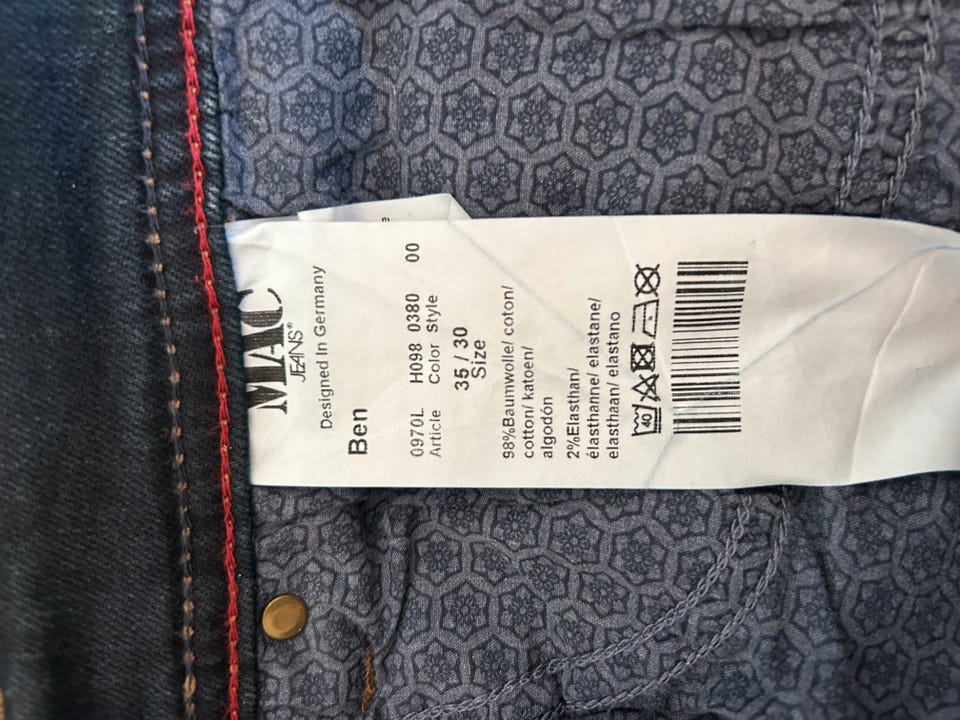 MAC
JEANS®
Designed In Germany
Ben
0970L H098 0380 00
Article Color Style
35 / 30
Size
98%Baumwolle/ coton/
cotton/ katoen/
algodón
2%Elasthan/
élasthanne/ elastane/
elasthaan/ elastano
40